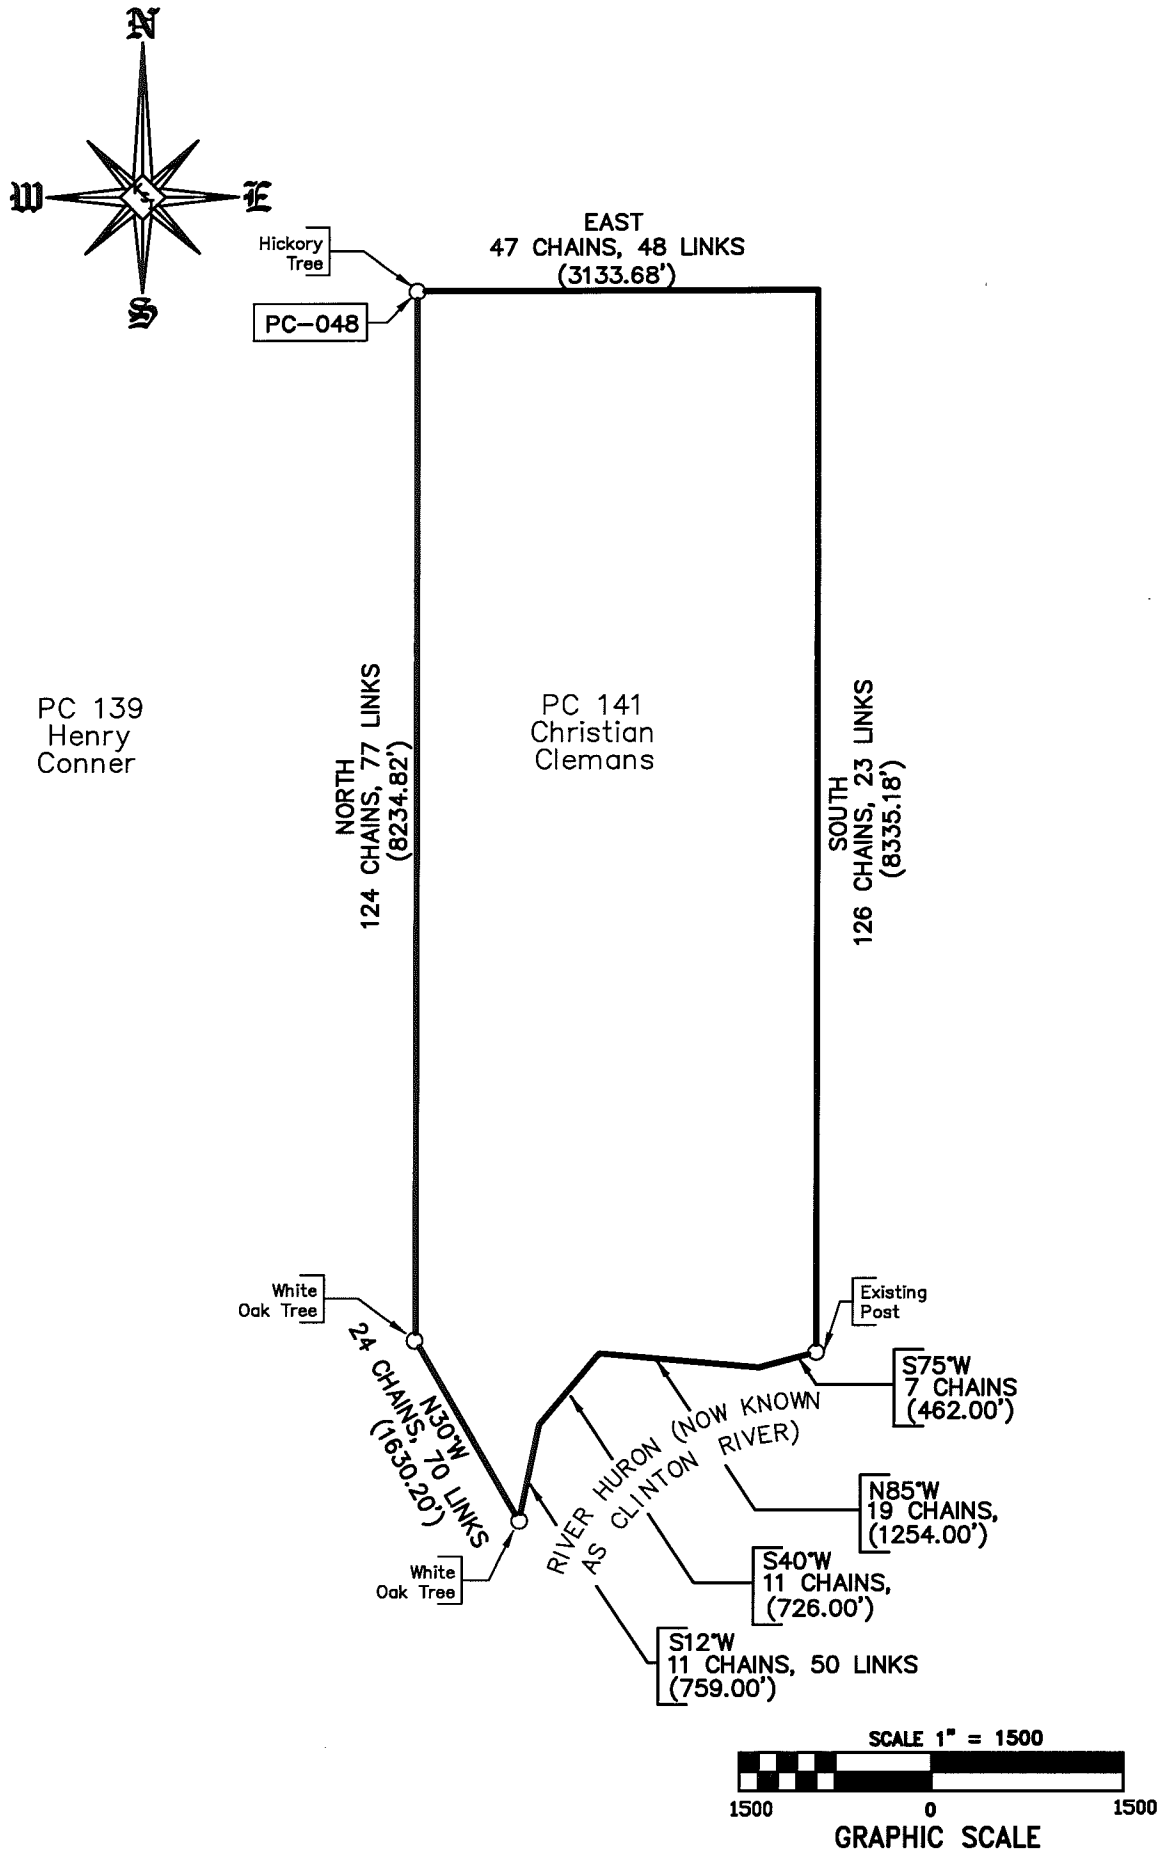 N
W
E
S
K
S
T
EAST
47 CHAINS, 48 LINKS
(3133.68')
Hickory
Tree
PC-048
PC 139
Henry
Conner
NORTH
124 CHAINS, 77 LINKS
(8234.82')
PC 141
Christian
Clemans
SOUTH
126 CHAINS, 23 LINKS
(8335.18')
White
Oak Tree
Existing
Post
N30°W
24 CHAINS, 70 LINKS
(1630.20')
S75°W
7 CHAINS
(462.00')
RIVER HURON (NOW KNOWN
AS CLINTON RIVER)
N85°W
19 CHAINS,
(1254.00')
White
Oak Tree
S40°W
11 CHAINS,
(726.00')
S12°W
11 CHAINS, 50 LINKS
(759.00')
SCALE 1" = 1500
1500 0 1500
GRAPHIC SCALE